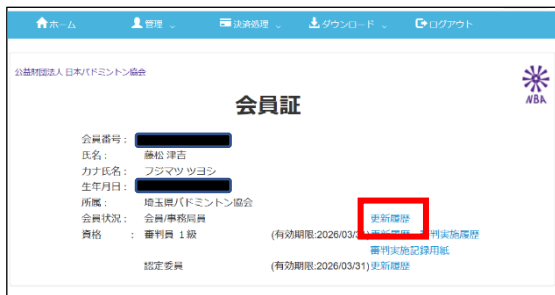 ホーム 管理 決済処理 ダウンロード ログアウト
公益財団法人 日本バドミントン協会
NBA
会員証
会員番号：
氏名： 藤松 津吉
カナ氏名： フジマツ ツヨシ
生年月日：
所属： 埼玉県バドミントン協会
会員状況： 会員/事務局員 更新履歴
資格 ： 審判員 1級 (有効期限:2026/03/31)更新履歴 審判実施履歴
審判実施記録用紙
認定委員 (有効期限:2026/03/31)更新履歴